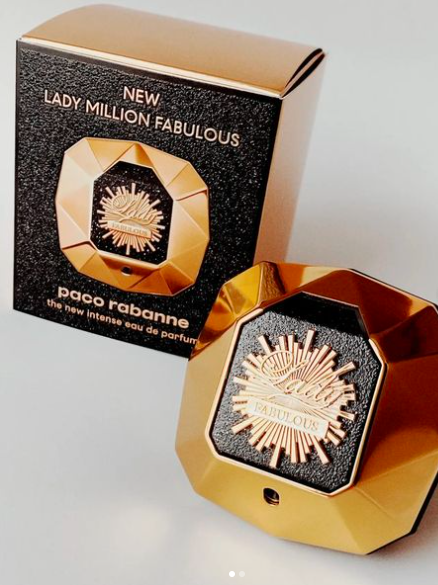 NEW
LADY MILLION FABULOUS
Lady
FABULOUS
paco rabanne
the new intense eau de parfum
Lady
FABULOUS